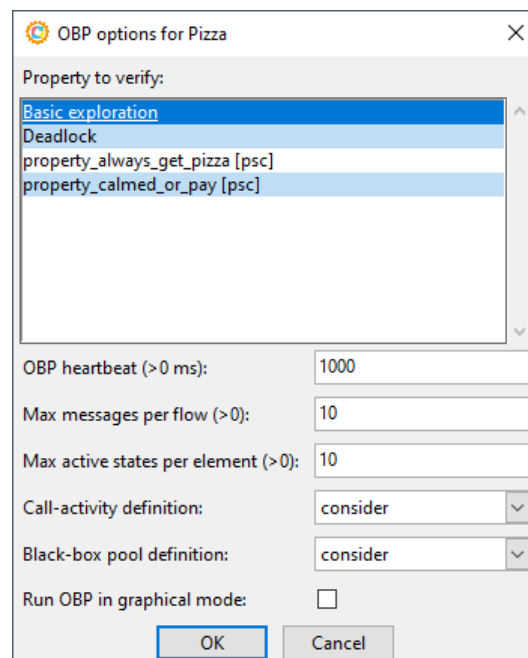 OBP options for Pizza
Property to verify:
Basic exploration
Deadlock
property_always_get_pizza [psc]
property_calmed_or_pay [psc]
OBP heartbeat (>0 ms): 1000
Max messages per flow (>0): 10
Max active states per element (>0): 10
Call-activity definition: consider
Black-box pool definition: consider
Run OBP in graphical mode:
OK Cancel